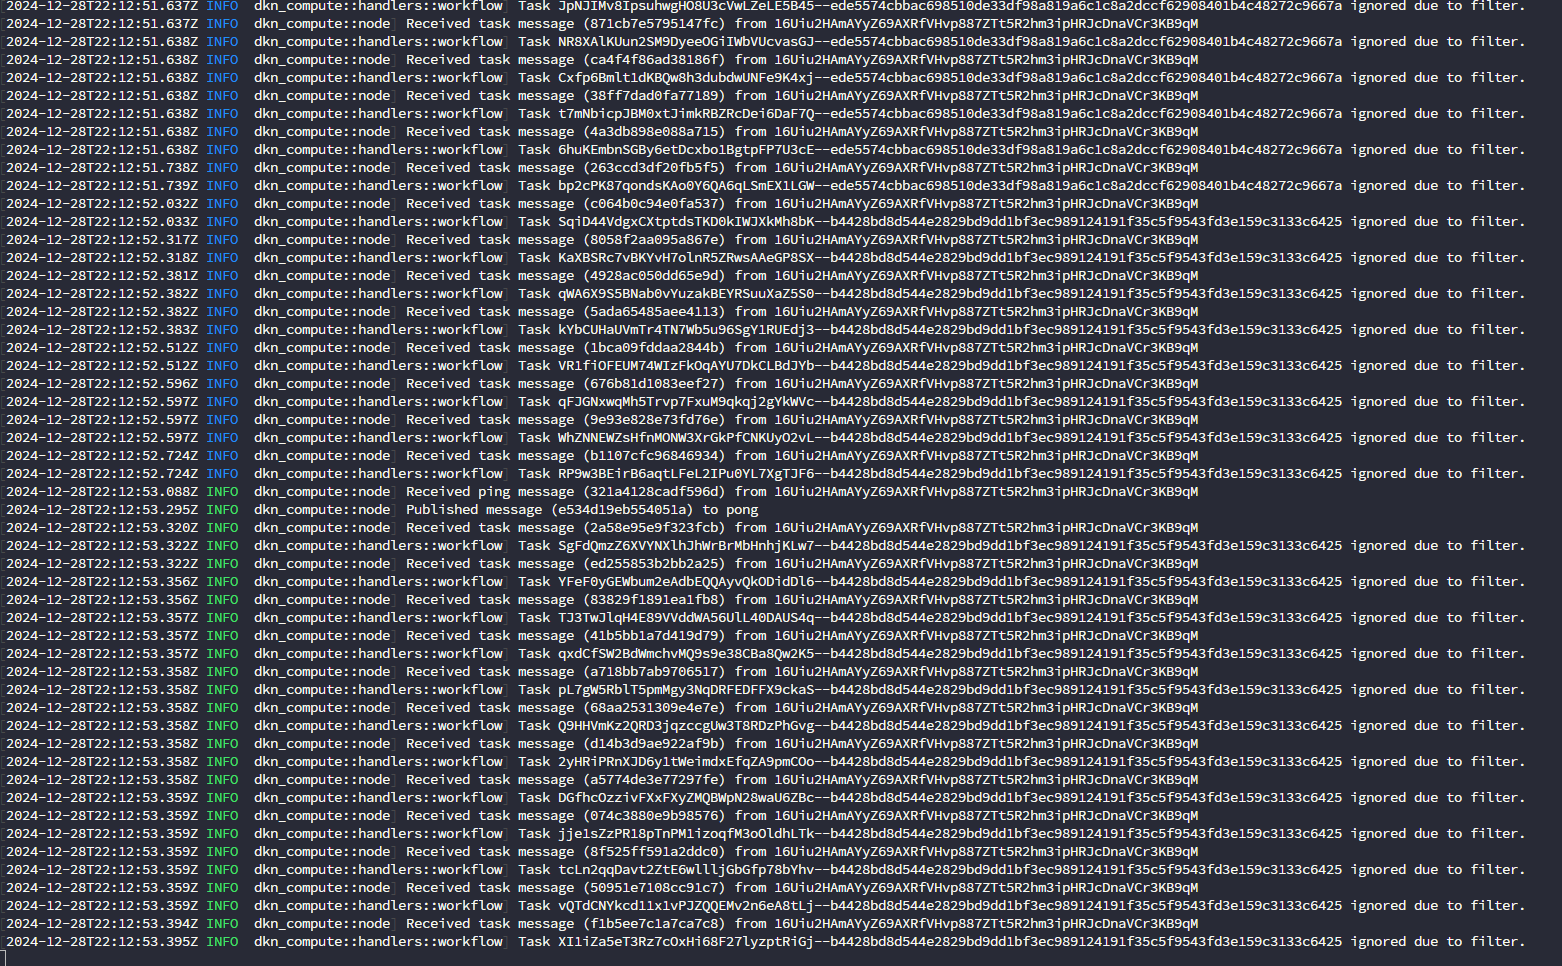 [2024-12-28T22:12:51.637Z INFO  dkn_compute::handlers::workflow] Task JpNJIMv8IpsuhwgHO8U3cVwLZeLE5B45--ede5574cbbac698510de33df98a819a6c1c8a2dccf62908401b4c48272c9667a ignored due to filter.
[2024-12-28T22:12:51.638Z INFO  dkn_compute::node] Received task message (871cb7e5795147fc) from 16Uiu2HAmAYyZ69AXRfVHvp887ZTt5R2hm3ipHRJcDnaVCr3KB9qM
[2024-12-28T22:12:51.638Z INFO  dkn_compute::handlers::workflow] Task NR8XAlKUun2SM9DyeeOGiIWbVUcvasGJ--ede5574cbbac698510de33df98a819a6c1c8a2dccf62908401b4c48272c9667a ignored due to filter.
[2024-12-28T22:12:51.638Z INFO  dkn_compute::node] Received task message (ca4f4f86ad38186f) from 16Uiu2HAmAYyZ69AXRfVHvp887ZTt5R2hm3ipHRJcDnaVCr3KB9qM
[2024-12-28T22:12:51.638Z INFO  dkn_compute::handlers::workflow] Task Cxfp6Bmlt1dKBQw8h3dubdwUNFe9K4xj--ede5574cbbac698510de33df98a819a6c1c8a2dccf62908401b4c48272c9667a ignored due to filter.
[2024-12-28T22:12:51.638Z INFO  dkn_compute::node] Received task message (38ff7dad0fa77189) from 16Uiu2HAmAYyZ69AXRfVHvp887ZTt5R2hm3ipHRJcDnaVCr3KB9qM
[2024-12-28T22:12:51.638Z INFO  dkn_compute::handlers::workflow] Task t7mNbicpJBM0xtJimkRBZRcDei6DaF7Q--ede5574cbbac698510de33df98a819a6c1c8a2dccf62908401b4c48272c9667a ignored due to filter.
[2024-12-28T22:12:51.638Z INFO  dkn_compute::node] Received task message (4a3db898e088a715) from 16Uiu2HAmAYyZ69AXRfVHvp887ZTt5R2hm3ipHRJcDnaVCr3KB9qM
[2024-12-28T22:12:51.638Z INFO  dkn_compute::handlers::workflow] Task 6huKEmbnSGBy6etDcxbo1BgtpFP7U3cE--ede5574cbbac698510de33df98a819a6c1c8a2dccf62908401b4c48272c9667a ignored due to filter.
[2024-12-28T22:12:51.738Z INFO  dkn_compute::node] Received task message (263ccd3df20fb5f5) from 16Uiu2HAmAYyZ69AXRfVHvp887ZTt5R2hm3ipHRJcDnaVCr3KB9qM
[2024-12-28T22:12:51.739Z INFO  dkn_compute::handlers::workflow] Task bp2cPK87qondsKAo0Y6QA6qLSmEX1LGW--ede5574cbbac698510de33df98a819a6c1c8a2dccf62908401b4c48272c9667a ignored due to filter.
[2024-12-28T22:12:52.032Z INFO  dkn_compute::node] Received task message (c064b0c94e0fa537) from 16Uiu2HAmAYyZ69AXRfVHvp887ZTt5R2hm3ipHRJcDnaVCr3KB9qM
[2024-12-28T22:12:52.033Z INFO  dkn_compute::handlers::workflow] Task SqiD44VdgxCXtptdsTKD0kIWJXkMh8bK--b4428bd8d544e2829bd9dd1bf3ec989124191f35c5f9543fd3e159c3133c6425 ignored due to filter.
[2024-12-28T22:12:52.317Z INFO  dkn_compute::node] Received task message (8058f2aa095a867e) from 16Uiu2HAmAYyZ69AXRfVHvp887ZTt5R2hm3ipHRJcDnaVCr3KB9qM
[2024-12-28T22:12:52.318Z INFO  dkn_compute::handlers::workflow] Task KaXBSRc7vBKYvH7olnR5ZRwsAAeGP8SX--b4428bd8d544e2829bd9dd1bf3ec989124191f35c5f9543fd3e159c3133c6425 ignored due to filter.
[2024-12-28T22:12:52.381Z INFO  dkn_compute::node] Received task message (4928ac050dd65e9d) from 16Uiu2HAmAYyZ69AXRfVHvp887ZTt5R2hm3ipHRJcDnaVCr3KB9qM
[2024-12-28T22:12:52.382Z INFO  dkn_compute::handlers::workflow] Task qWA6X9S5BNab0vYuzakBEYRSuuXaZ5S0--b4428bd8d544e2829bd9dd1bf3ec989124191f35c5f9543fd3e159c3133c6425 ignored due to filter.
[2024-12-28T22:12:52.382Z INFO  dkn_compute::node] Received task message (5ada65485aee4113) from 16Uiu2HAmAYyZ69AXRfVHvp887ZTt5R2hm3ipHRJcDnaVCr3KB9qM
[2024-12-28T22:12:52.383Z INFO  dkn_compute::handlers::workflow] Task kYbCUHaUVmTr4TN7Wb5u96SgY1RUEdj3--b4428bd8d544e2829bd9dd1bf3ec989124191f35c5f9543fd3e159c3133c6425 ignored due to filter.
[2024-12-28T22:12:52.512Z INFO  dkn_compute::node] Received task message (1bca09fddaa2844b) from 16Uiu2HAmAYyZ69AXRfVHvp887ZTt5R2hm3ipHRJcDnaVCr3KB9qM
[2024-12-28T22:12:52.512Z INFO  dkn_compute::handlers::workflow] Task VR1fiOFEUM74WIzFkOqAYU7DkCLBdJYb--b4428bd8d544e2829bd9dd1bf3ec989124191f35c5f9543fd3e159c3133c6425 ignored due to filter.
[2024-12-28T22:12:52.596Z INFO  dkn_compute::node] Received task message (676b81d1083eef27) from 16Uiu2HAmAYyZ69AXRfVHvp887ZTt5R2hm3ipHRJcDnaVCr3KB9qM
[2024-12-28T22:12:52.597Z INFO  dkn_compute::handlers::workflow] Task qFJGNxwqMh5Trvp7FxuM9qkqj2gYkWVc--b4428bd8d544e2829bd9dd1bf3ec989124191f35c5f9543fd3e159c3133c6425 ignored due to filter.
[2024-12-28T22:12:52.597Z INFO  dkn_compute::node] Received task message (9e93e828e73fd76e) from 16Uiu2HAmAYyZ69AXRfVHvp887ZTt5R2hm3ipHRJcDnaVCr3KB9qM
[2024-12-28T22:12:52.597Z INFO  dkn_compute::handlers::workflow] Task WhZNNEWZsHfnMONW3XrGkPfCNKUyO2vL--b4428bd8d544e2829bd9dd1bf3ec989124191f35c5f9543fd3e159c3133c6425 ignored due to filter.
[2024-12-28T22:12:52.724Z INFO  dkn_compute::node] Received task message (b1107cfc96846934) from 16Uiu2HAmAYyZ69AXRfVHvp887ZTt5R2hm3ipHRJcDnaVCr3KB9qM
[2024-12-28T22:12:52.724Z INFO  dkn_compute::handlers::workflow] Task RP9w3BEirB6aqtLFeL2IPu0YL7XgTJF6--b4428bd8d544e2829bd9dd1bf3ec989124191f35c5f9543fd3e159c3133c6425 ignored due to filter.
[2024-12-28T22:12:53.088Z INFO  dkn_compute::node] Received ping message (321a4128cadf596d) from 16Uiu2HAmAYyZ69AXRfVHvp887ZTt5R2hm3ipHRJcDnaVCr3KB9qM
[2024-12-28T22:12:53.295Z INFO  dkn_compute::node] Published message (e534d19eb554051a) to pong
[2024-12-28T22:12:53.320Z INFO  dkn_compute::node] Received task message (2a58e95e9f323fcb) from 16Uiu2HAmAYyZ69AXRfVHvp887ZTt5R2hm3ipHRJcDnaVCr3KB9qM
[2024-12-28T22:12:53.322Z INFO  dkn_compute::handlers::workflow] Task SgFdQmzZ6XVYNXlhJhWrBrMbHnhjKLw7--b4428bd8d544e2829bd9dd1bf3ec989124191f35c5f9543fd3e159c3133c6425 ignored due to filter.
[2024-12-28T22:12:53.322Z INFO  dkn_compute::node] Received task message (ed255853b2bb2a25) from 16Uiu2HAmAYyZ69AXRfVHvp887ZTt5R2hm3ipHRJcDnaVCr3KB9qM
[2024-12-28T22:12:53.356Z INFO  dkn_compute::handlers::workflow] Task YFeF0yGEWbum2eAdbEQQAyvQkODidDl6--b4428bd8d544e2829bd9dd1bf3ec989124191f35c5f9543fd3e159c3133c6425 ignored due to filter.
[2024-12-28T22:12:53.356Z INFO  dkn_compute::node] Received task message (83829f1891ea1fb8) from 16Uiu2HAmAYyZ69AXRfVHvp887ZTt5R2hm3ipHRJcDnaVCr3KB9qM
[2024-12-28T22:12:53.357Z INFO  dkn_compute::handlers::workflow] Task TJ3TwJlqH4E89VVddWA56UlL40DAUS4q--b4428bd8d544e2829bd9dd1bf3ec989124191f35c5f9543fd3e159c3133c6425 ignored due to filter.
[2024-12-28T22:12:53.357Z INFO  dkn_compute::node] Received task message (41b5bb1a7d419d79) from 16Uiu2HAmAYyZ69AXRfVHvp887ZTt5R2hm3ipHRJcDnaVCr3KB9qM
[2024-12-28T22:12:53.357Z INFO  dkn_compute::handlers::workflow] Task qxdCfSW2BdWmchvMQ9s9e38CBa8Qw2K5--b4428bd8d544e2829bd9dd1bf3ec989124191f35c5f9543fd3e159c3133c6425 ignored due to filter.
[2024-12-28T22:12:53.358Z INFO  dkn_compute::node] Received task message (a718bb7ab9706517) from 16Uiu2HAmAYyZ69AXRfVHvp887ZTt5R2hm3ipHRJcDnaVCr3KB9qM
[2024-12-28T22:12:53.358Z INFO  dkn_compute::handlers::workflow] Task pL7gW5RblT5pmMgy3NqDRFEDFFX9ckaS--b4428bd8d544e2829bd9dd1bf3ec989124191f35c5f9543fd3e159c3133c6425 ignored due to filter.
[2024-12-28T22:12:53.358Z INFO  dkn_compute::node] Received task message (68aa2531309e4e7e) from 16Uiu2HAmAYyZ69AXRfVHvp887ZTt5R2hm3ipHRJcDnaVCr3KB9qM
[2024-12-28T22:12:53.358Z INFO  dkn_compute::handlers::workflow] Task Q9HHVmKz2QRD3jqzccgUw3T8RDzPhGvg--b4428bd8d544e2829bd9dd1bf3ec989124191f35c5f9543fd3e159c3133c6425 ignored due to filter.
[2024-12-28T22:12:53.358Z INFO  dkn_compute::node] Received task message (d14b3d9ae922af9b) from 16Uiu2HAmAYyZ69AXRfVHvp887ZTt5R2hm3ipHRJcDnaVCr3KB9qM
[2024-12-28T22:12:53.358Z INFO  dkn_compute::handlers::workflow] Task 2yHRiPRnXJD6y1tWeimdxEfqZA9pmCOo--b4428bd8d544e2829bd9dd1bf3ec989124191f35c5f9543fd3e159c3133c6425 ignored due to filter.
[2024-12-28T22:12:53.358Z INFO  dkn_compute::node] Received task message (a5774de3e77297fe) from 16Uiu2HAmAYyZ69AXRfVHvp887ZTt5R2hm3ipHRJcDnaVCr3KB9qM
[2024-12-28T22:12:53.359Z INFO  dkn_compute::handlers::workflow] Task DGfhcOzzivFXxFXyZMQBWpN28waU6ZBc--b4428bd8d544e2829bd9dd1bf3ec989124191f35c5f9543fd3e159c3133c6425 ignored due to filter.
[2024-12-28T22:12:53.359Z INFO  dkn_compute::node] Received task message (074c3880e9b98576) from 16Uiu2HAmAYyZ69AXRfVHvp887ZTt5R2hm3ipHRJcDnaVCr3KB9qM
[2024-12-28T22:12:53.359Z INFO  dkn_compute::handlers::workflow] Task jje1sZzPR18pTnPM1izoqfM3oOldhLTk--b4428bd8d544e2829bd9dd1bf3ec989124191f35c5f9543fd3e159c3133c6425 ignored due to filter.
[2024-12-28T22:12:53.359Z INFO  dkn_compute::node] Received task message (8f525ff591a2ddc0) from 16Uiu2HAmAYyZ69AXRfVHvp887ZTt5R2hm3ipHRJcDnaVCr3KB9qM
[2024-12-28T22:12:53.359Z INFO  dkn_compute::handlers::workflow] Task tcLn2qqDavt2ZtE6wllljGbGfp78bYhv--b4428bd8d544e2829bd9dd1bf3ec989124191f35c5f9543fd3e159c3133c6425 ignored due to filter.
[2024-12-28T22:12:53.359Z INFO  dkn_compute::node] Received task message (50951e7108cc91c7) from 16Uiu2HAmAYyZ69AXRfVHvp887ZTt5R2hm3ipHRJcDnaVCr3KB9qM
[2024-12-28T22:12:53.359Z INFO  dkn_compute::handlers::workflow] Task vQTdCNYkcd11x1vPJZQQEMv2n6eA8tLj--b4428bd8d544e2829bd9dd1bf3ec989124191f35c5f9543fd3e159c3133c6425 ignored due to filter.
[2024-12-28T22:12:53.394Z INFO  dkn_compute::node] Received task message (f1b5ee7c1a7ca7c8) from 16Uiu2HAmAYyZ69AXRfVHvp887ZTt5R2hm3ipHRJcDnaVCr3KB9qM
[2024-12-28T22:12:53.395Z INFO  dkn_compute::handlers::workflow] Task XI1iZa5eT3Rz7cOxHi68F27lyzptRiGj--b4428bd8d544e2829bd9dd1bf3ec989124191f35c5f9543fd3e159c3133c6425 ignored due to filter.